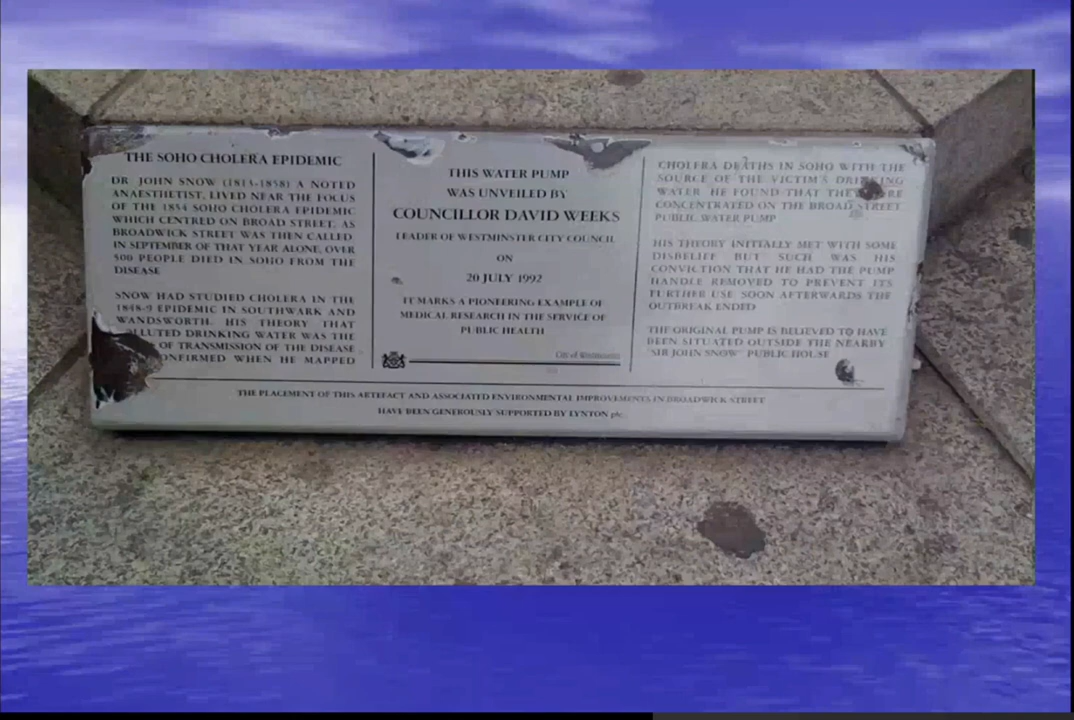 THE SOHO CHOLERA EPIDEMIC
DR JOHN SNOW (1813-1858) A NOTED
ANAESTHETIST, LIVED NEAR THE FOCUS
OF THE 1854 SOHO CHOLERA EPIDEMIC
WHICH CENTRED ON BROAD STREET, AS
BROADWICK STREET WAS THEN CALLED.
IN SEPTEMBER OF THAT YEAR ALONE, OVER
500 PEOPLE DIED IN SOHO FROM THE
DISEASE
SNOW HAD STUDIED CHOLERA IN THE
1848-9 EPIDEMIC IN SOUTHWARK AND
WANDSWORTH. HIS THEORY THAT
DRINKING WATER WAS THE
OF TRANSMISSION OF THE DISEASE
WHEN HE MAPPED
THIS WATER PUMP
WAS UNVEILED BY
COUNCILLOR DAVID WEEKS
LEADER OF WESTMINSTER CITY COUNCIL
ON
20 JULY 1992
IT MARKS A PIONEERING EXAMPLE OF
MEDICAL RESEARCH IN THE SERVICE OF
PUBLIC HEALTH
City of Westminster
CHOLERA DEATHS IN SOHO WITH THE
SOURCE OF THE VICTIM'S DRINKING
WATER. HE FOUND THAT THEY WERE
CONCENTRATED ON THE BROAD STREET
PUBLIC WATER PUMP
HIS THEORY INITIALLY MET WITH SOME
DISBELIEF BUT SUCH WAS HIS
CONVICTION THAT HE HAD THE PUMP
HANDLE REMOVED TO PREVENT ITS
FURTHER USE SOON AFTERWARDS THE
OUTBREAK ENDED
THE ORIGINAL PUMP IS BELIEVED TO HAVE
BEEN SITUATED OUTSIDE THE NEARBY
"SIR JOHN SNOW" PUBLIC HOUSE
THE PLACEMENT OF THIS ARTEFACT AND ASSOCIATED ENVIRONMENTAL IMPROVEMENTS IN BROADWICK STREET
HAVE BEEN GENEROUSLY SUPPORTED BY LYNTON plc.